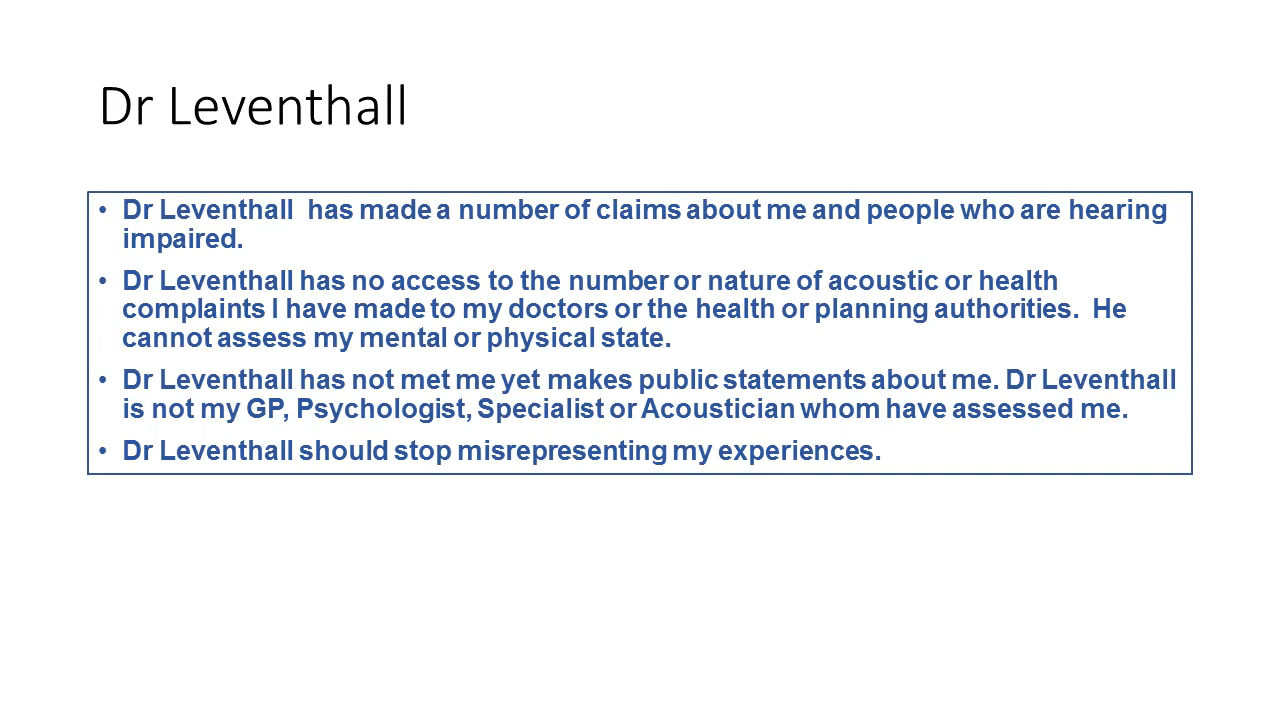 Dr Leventhall
• Dr Leventhall  has made a number of claims about me and people who are hearing
impaired.
• Dr Leventhall has no access to the number or nature of acoustic or health
complaints I have made to my doctors or the health or planning authorities.  He
cannot assess my mental or physical state.
• Dr Leventhall has not met me yet makes public statements about me. Dr Leventhall
is not my GP, Psychologist, Specialist or Acoustician whom have assessed me.
• Dr Leventhall should stop misrepresenting my experiences.